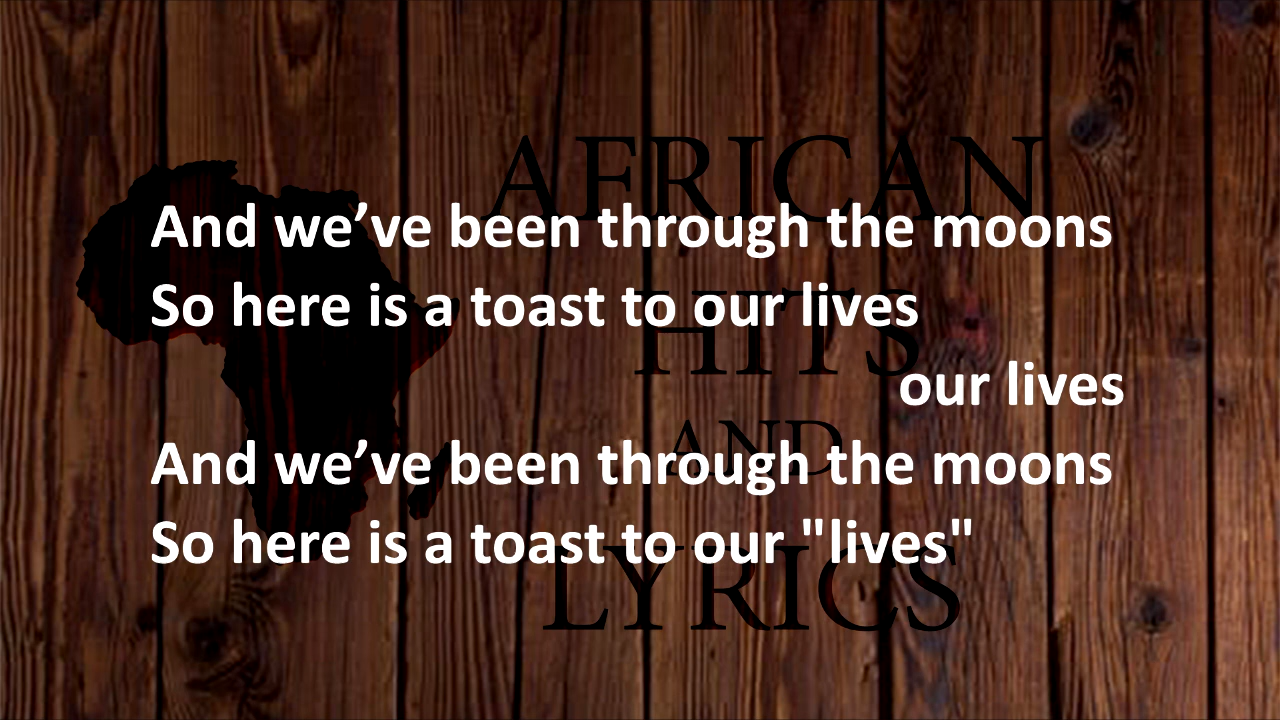 AFRICAN
And we’ve been through the moons
So here is a toast to our lives
HITS
our lives
AND
And we’ve been through the moons
So here is a toast to our "lives"
LYRICS